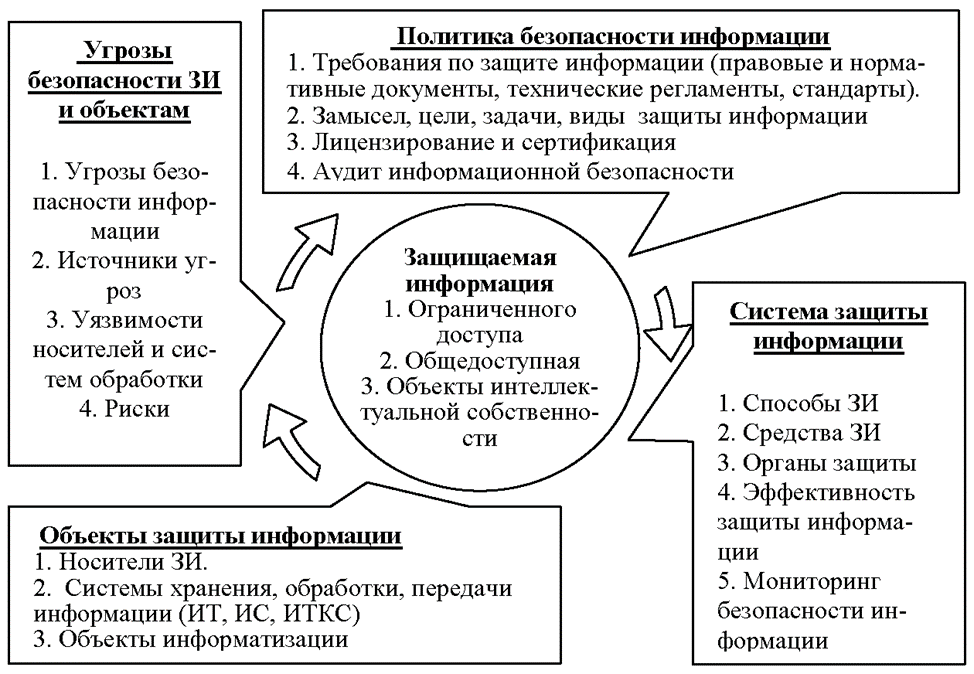 Угрозы
безопасности ЗИ
и объектам
1. Угрозы безо-
пасности инфор-
мации
2. Источники уг-
роз
3. Уязвимости
носителей и сис-
тем обработки
4. Риски
Политика безопасности информации
1. Требования по защите информации (правовые и норма-
тивные документы, технические регламенты, стандарты).
2. Замысел, цели, задачи, виды защиты информации
3. Лицензирование и сертификация
4. Аудит информационной безопасности
Защищаемая
информация
1. Ограниченного
доступа
2. Общедоступная
3. Объекты интеллек-
туальной собственно-
сти
Система защиты
информации
1. Способы ЗИ
2. Средства ЗИ
3. Органы защиты
4. Эффективность
защиты информа-
ции
5. Мониторинг
безопасности ин-
формации
Объекты защиты информации
1. Носители ЗИ.
2. Системы хранения, обработки, передачи
информации (ИТ, ИС, ИТКС)
3. Объекты информатизации